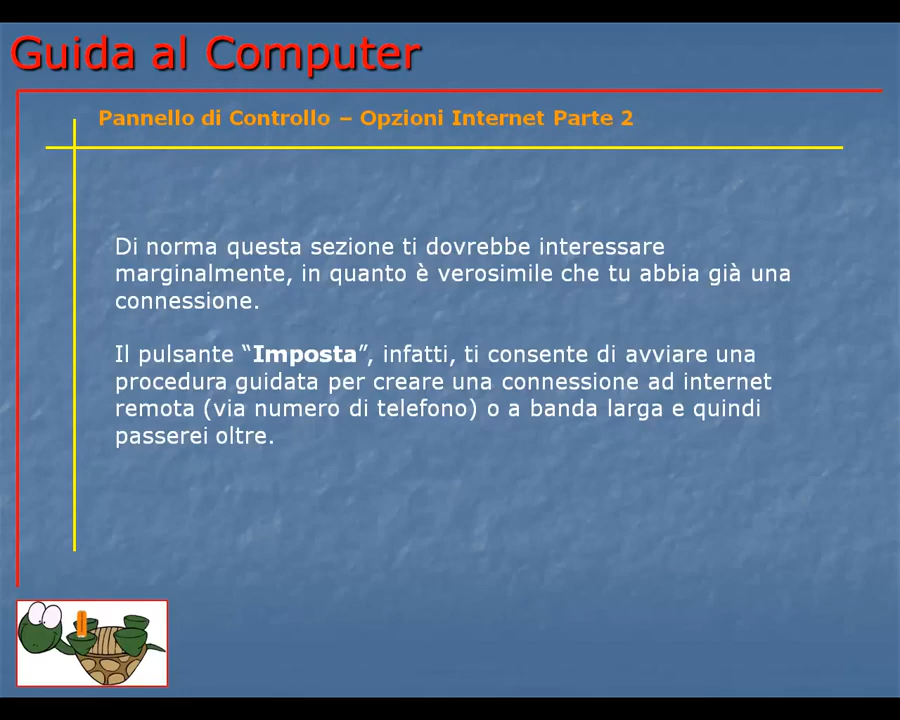 Guida al Computer
Pannello di Controllo – Opzioni Internet Parte 2
Di norma questa sezione ti dovrebbe interessare
marginalmente, in quanto è verosimile che tu abbia già una
connessione.
Il pulsante “Imposta”, infatti, ti consente di avviare una
procedura guidata per creare una connessione ad internet
remota (via numero di telefono) o a banda larga e quindi
passerei oltre.